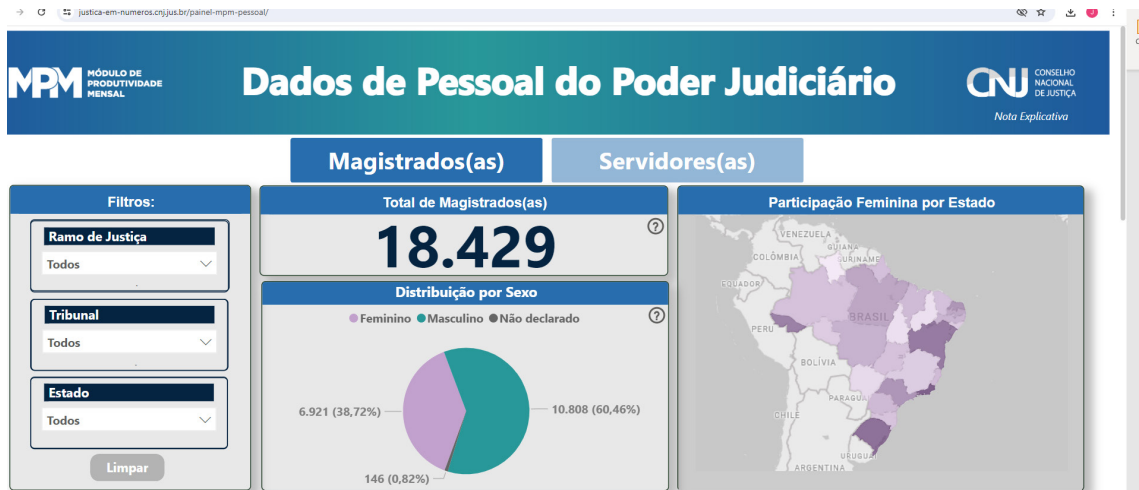 justica-em-numeros.cnj.jus.br/painel-mpm-pessoal/
MPM MÓDULO DE
PRODUTIVIDADE
MENSAL
Dados de Pessoal do Poder Judiciário
CNJ CONSELHO
NACIONAL
DE JUSTIÇA
Nota Explicativa
Magistrados(as)
Servidores(as)
Filtros:
Ramo de Justiça
Todos
Tribunal
Todos
Estado
Todos
Limpar
Total de Magistrados(as)
18.429
Distribuição por Sexo
Feminino Masculino Não declarado
6.921 (38,72%)
10.808 (60,46%)
146 (0,82%)
Participação Feminina por Estado
VENEZUELA
GUIANA
COLÔMBIA
SURINAME
EQUADOR
BRASIL
PERU
BOLÍVIA
PARAGUAI
CHILE
URUGUAI
ARGENTINA